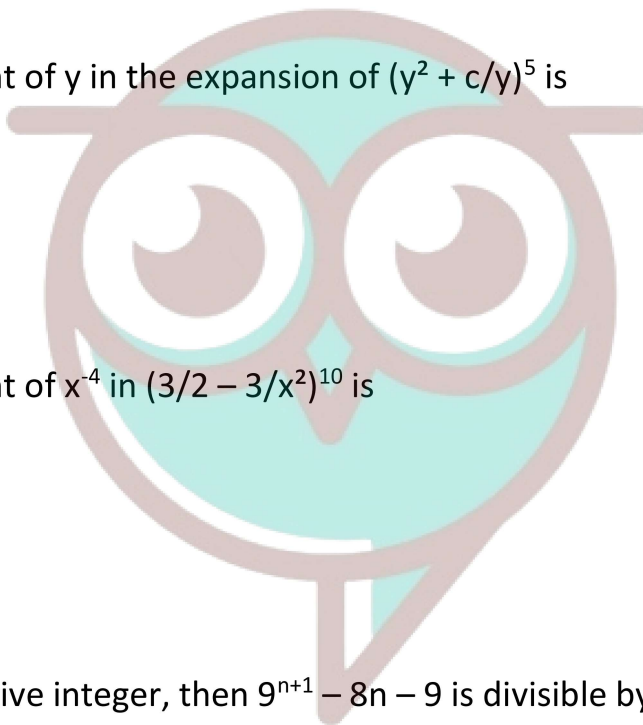 t of y in the expansion of (y² + c/y)⁵ is
t of x⁻⁴ in (3/2 – 3/x²)¹⁰ is
ive integer, then 9ⁿ⁺¹ – 8n – 9 is divisible by